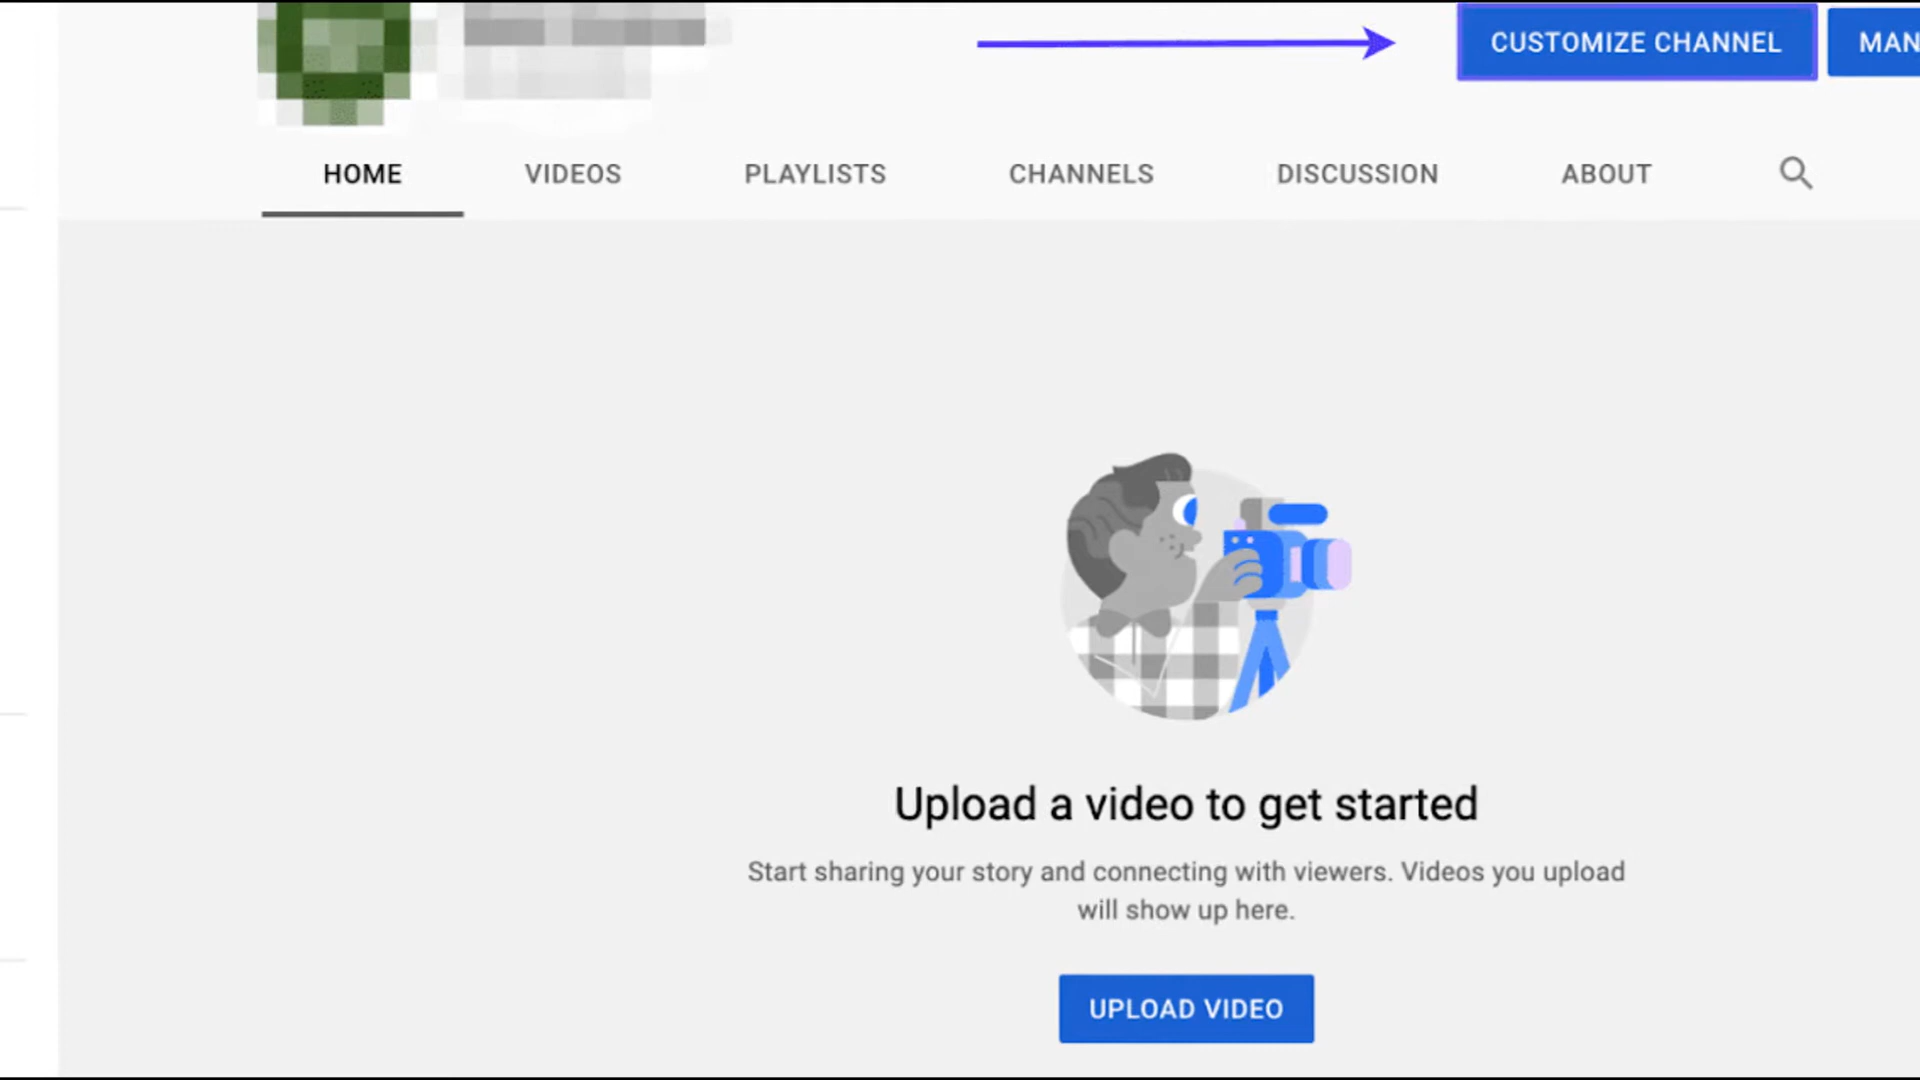 CUSTOMIZE CHANNEL MAN
HOME VIDEOS PLAYLISTS CHANNELS DISCUSSION ABOUT
Upload a video to get started
Start sharing your story and connecting with viewers. Videos you upload
will show up here.
UPLOAD VIDEO